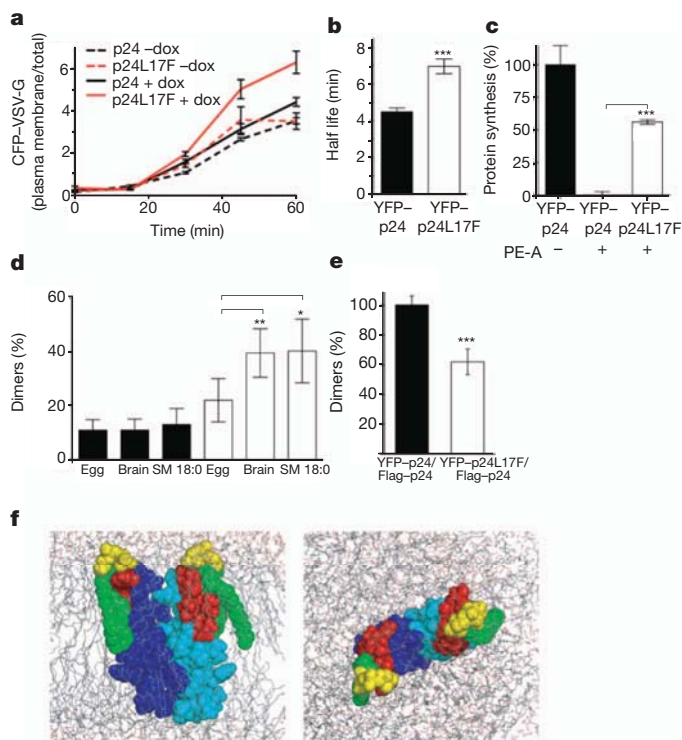 a
p24 –dox
p24L17F –dox
p24 + dox
p24L17F + dox
CFP–VSV-G
(plasma membrane/total)
6
4
2
0
0 20 40 60
Time (min)
b
Half life (min)
8
6
4
2
0
***
YFP–
p24
YFP–
p24L17F
c
Protein synthesis (%)
100
50
25
0
***
YFP–
p24
YFP–
p24
YFP–
p24L17F
PE-A – + +
d
Dimers (%)
60
40
20
0
** *
Egg Brain SM 18:0 Egg Brain SM 18:0
e
Dimers (%)
100
80
60
40
20
***
YFP–p24/
Flag–p24
YFP–p24L17F/
Flag–p24
f